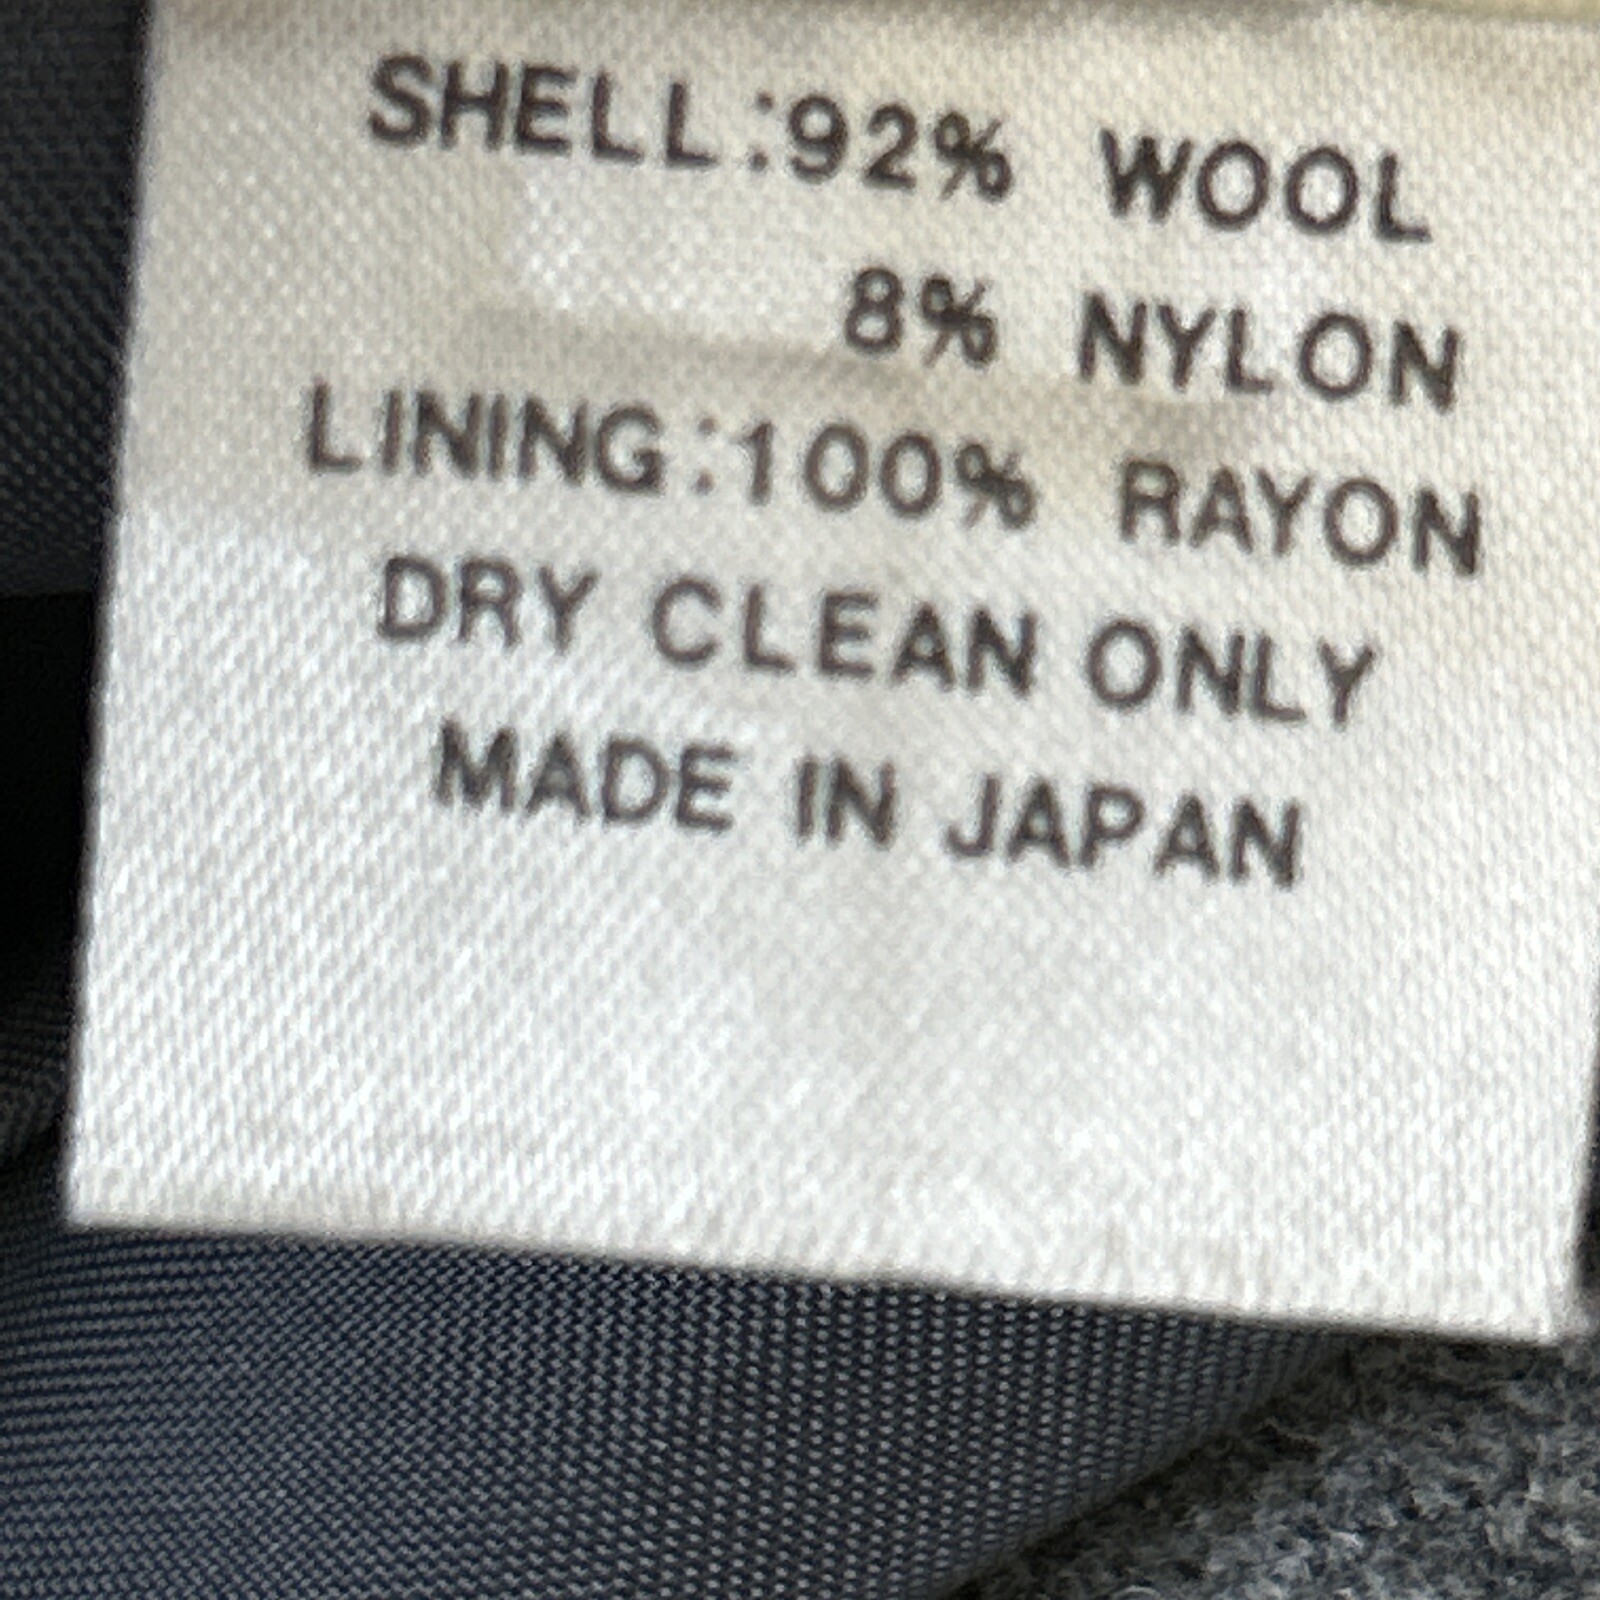 SHELL:92% WOOL
8% NYLON
LINING:100% RAYON
DRY CLEAN ONLY
MADE IN JAPAN